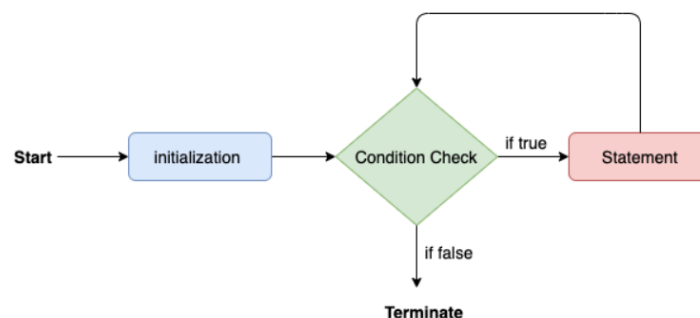 Start
initialization
Condition Check
if true
Statement
if false
Terminate